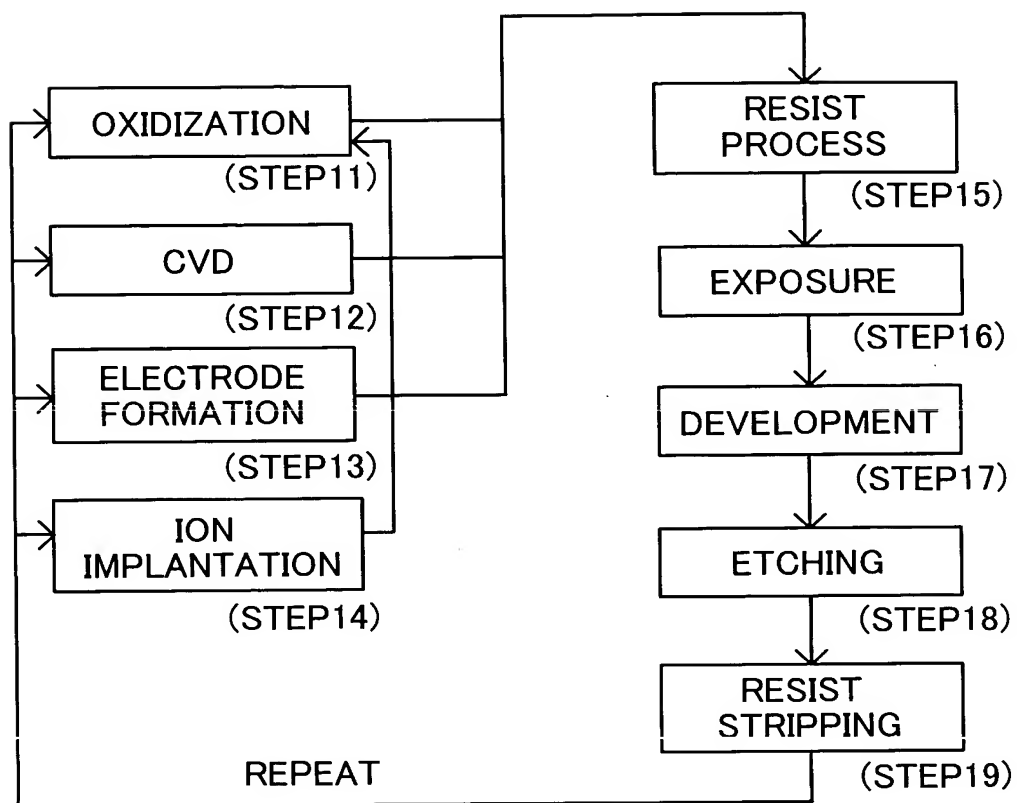 OXIDIZATION
(STEP11)
CVD
(STEP12)
ELECTRODE
FORMATION
(STEP13)
ION
IMPLANTATION
(STEP14)
RESIST
PROCESS
(STEP15)
EXPOSURE
(STEP16)
DEVELOPMENT
(STEP17)
ETCHING
(STEP18)
RESIST
STRIPPING
(STEP19)
REPEAT